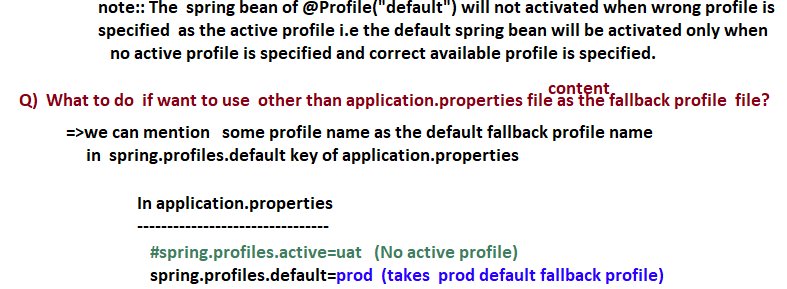 note:: The spring bean of @Profile("default") will not activated when wrong profile is
specified as the active profile i.e the default spring bean will be activated only when
no active profile is specified and correct available profile is specified.
content
Q) What to do if want to use other than application.properties file as the fallback profile file?
=>we can mention some profile name as the default fallback profile name
in spring.profiles.default key of application.properties
In application.properties
--------------------------------
#spring.profiles.active=uat (No active profile)
spring.profiles.default=prod (takes prod default fallback profile)